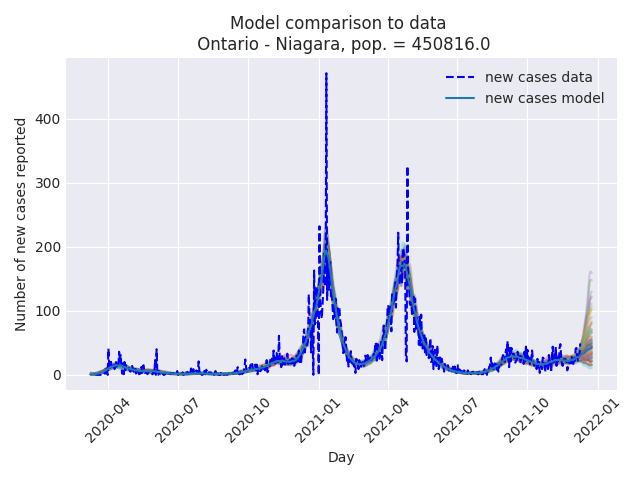 Model comparison to data
Ontario - Niagara, pop. = 450816.0
new cases data
new cases model
Number of new cases reported
400
300
200
100
0
2020-04
2020-07
2020-10
2021-01
2021-04
2021-07
2021-10
2022-01
Day